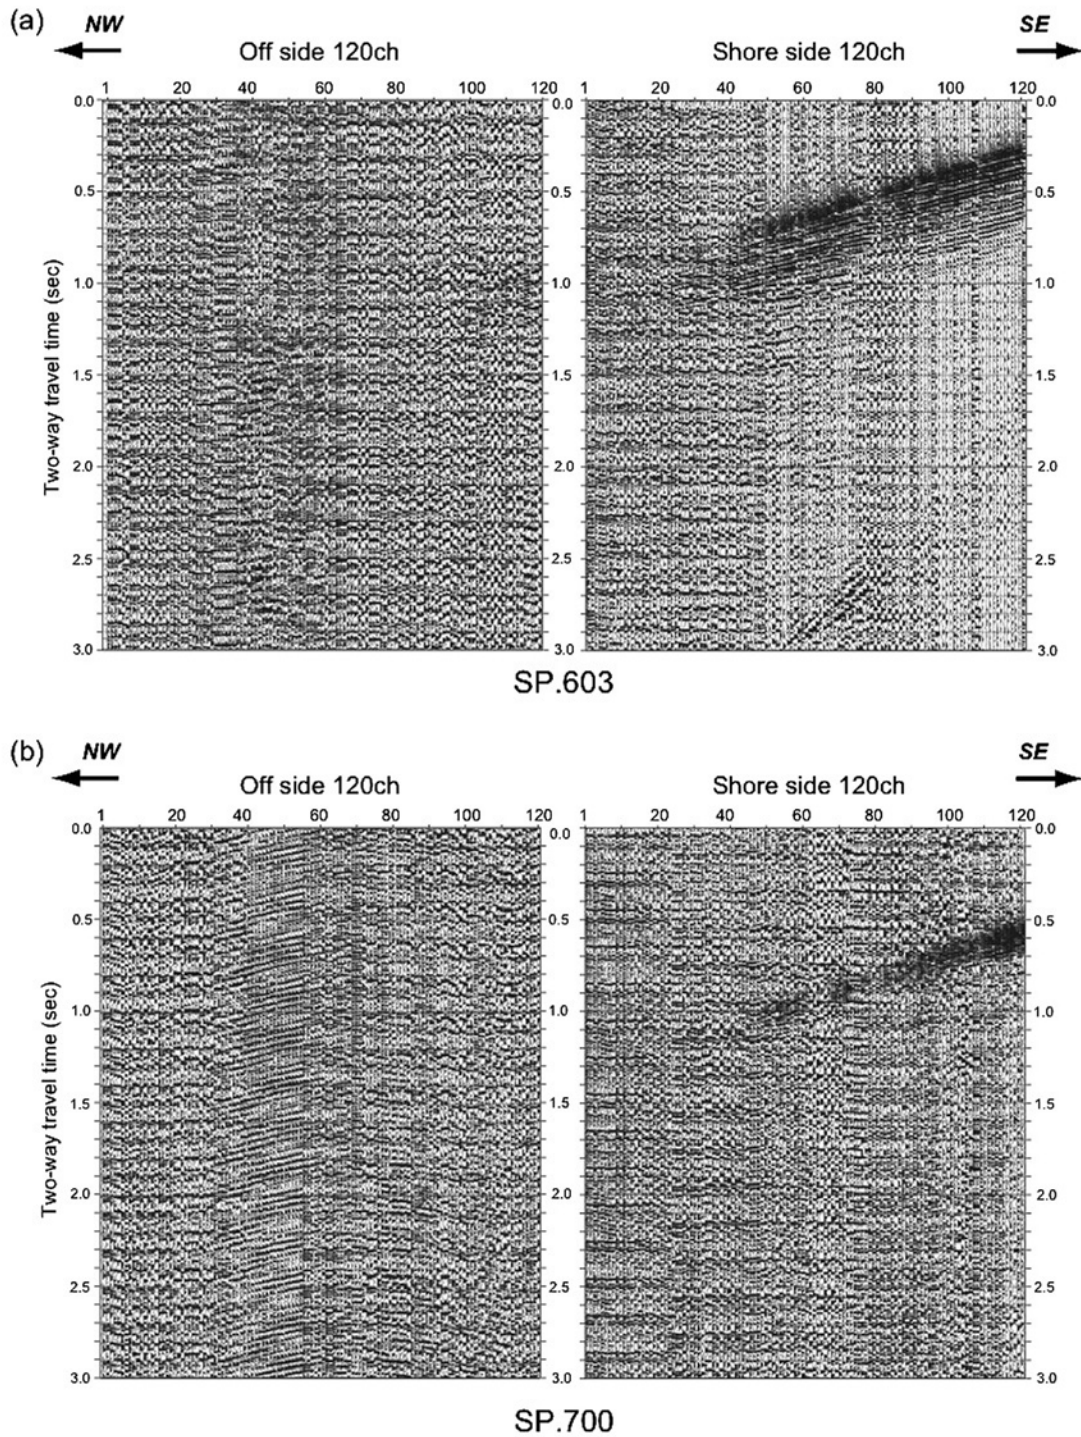 (a)
NW
SE
Off side 120ch
Shore side 120ch
1 20 40 60 80 100 120
1 20 40 60 80 100 120
0.0 0.0 0.0
0.5 0.5 0.5
1.0 1.0 1.0
1.5 1.5 1.5
2.0 2.0 2.0
2.5 2.5 2.5
3.0 3.0 3.0
Two-way travel time (sec)
SP.603
(b)
NW
SE
Off side 120ch
Shore side 120ch
1 20 40 60 80 100 120
1 20 40 60 80 100 120
0.0 0.0 0.0
0.5 0.5 0.5
1.0 1.0 1.0
1.5 1.5 1.5
2.0 2.0 2.0
2.5 2.5 2.5
3.0 3.0 3.0
Two-way travel time (sec)
SP.700